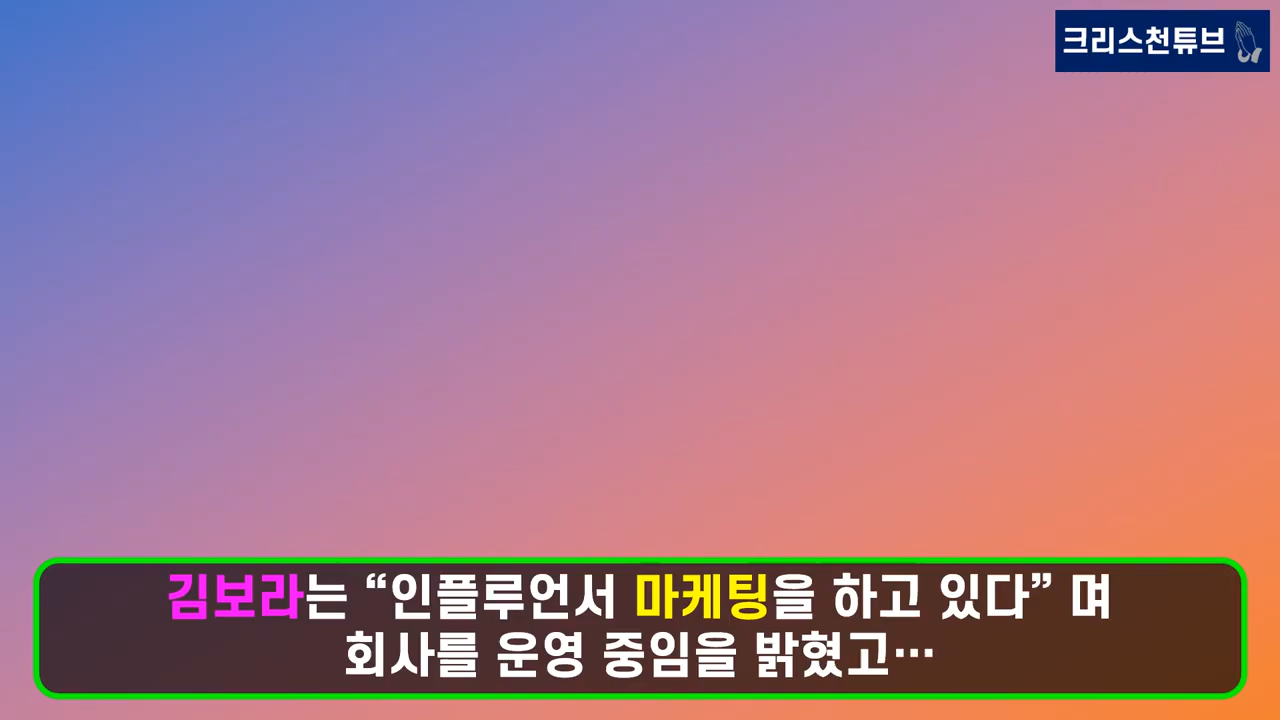 크리스천튜브
김보라는 “인플루언서 마케팅을 하고 있다” 며
회사를 운영 중임을 밝혔고…